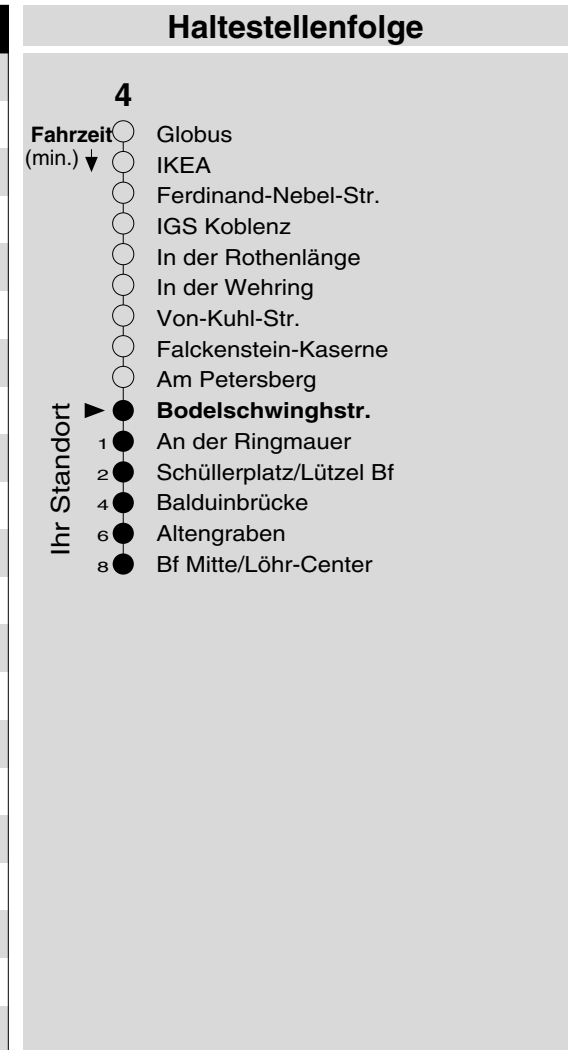 Haltestellenfolge
4
Fahrzeit
(min.)
Globus
IKEA
Ferdinand-Nebel-Str.
IGS Koblenz
In der Rothenlänge
In der Wehring
Von-Kuhl-Str.
Falckenstein-Kaserne
Am Petersberg
Ihr Standort
Bodelschwinghstr.
1 An der Ringmauer
2 Schüllerplatz/Lützel Bf
4 Balduinbrücke
6 Altengraben
8 Bf Mitte/Löhr-Center